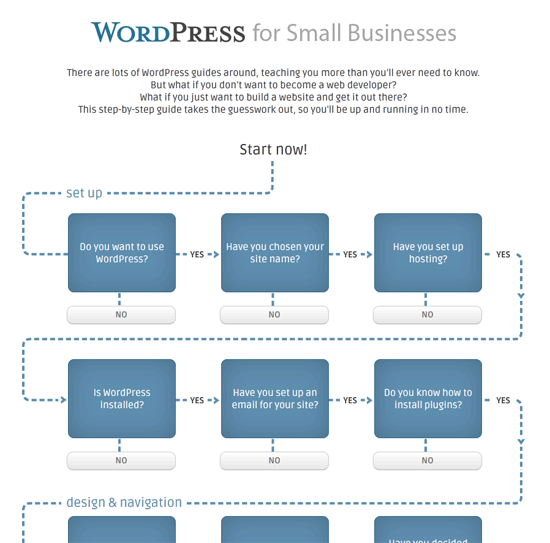 WORDPRESS for Small Businesses
There are lots of WordPress guides around, teaching you more than you'll ever need to know.
But what if you don't want to become a web developer?
What if you just want to build a website and get it out there?
This step-by-step guide takes the guesswork out, so you'll be up and running in no time.
Start now!
set up
Do you want to use
WordPress?
YES
Have you chosen your
site name?
YES
Have you set up
hosting?
YES
NO
NO
NO
Is WordPress
installed?
YES
Have you set up an
email for your site?
YES
Do you know how to
install plugins?
YES
NO
NO
NO
design & navigation
Have you decided